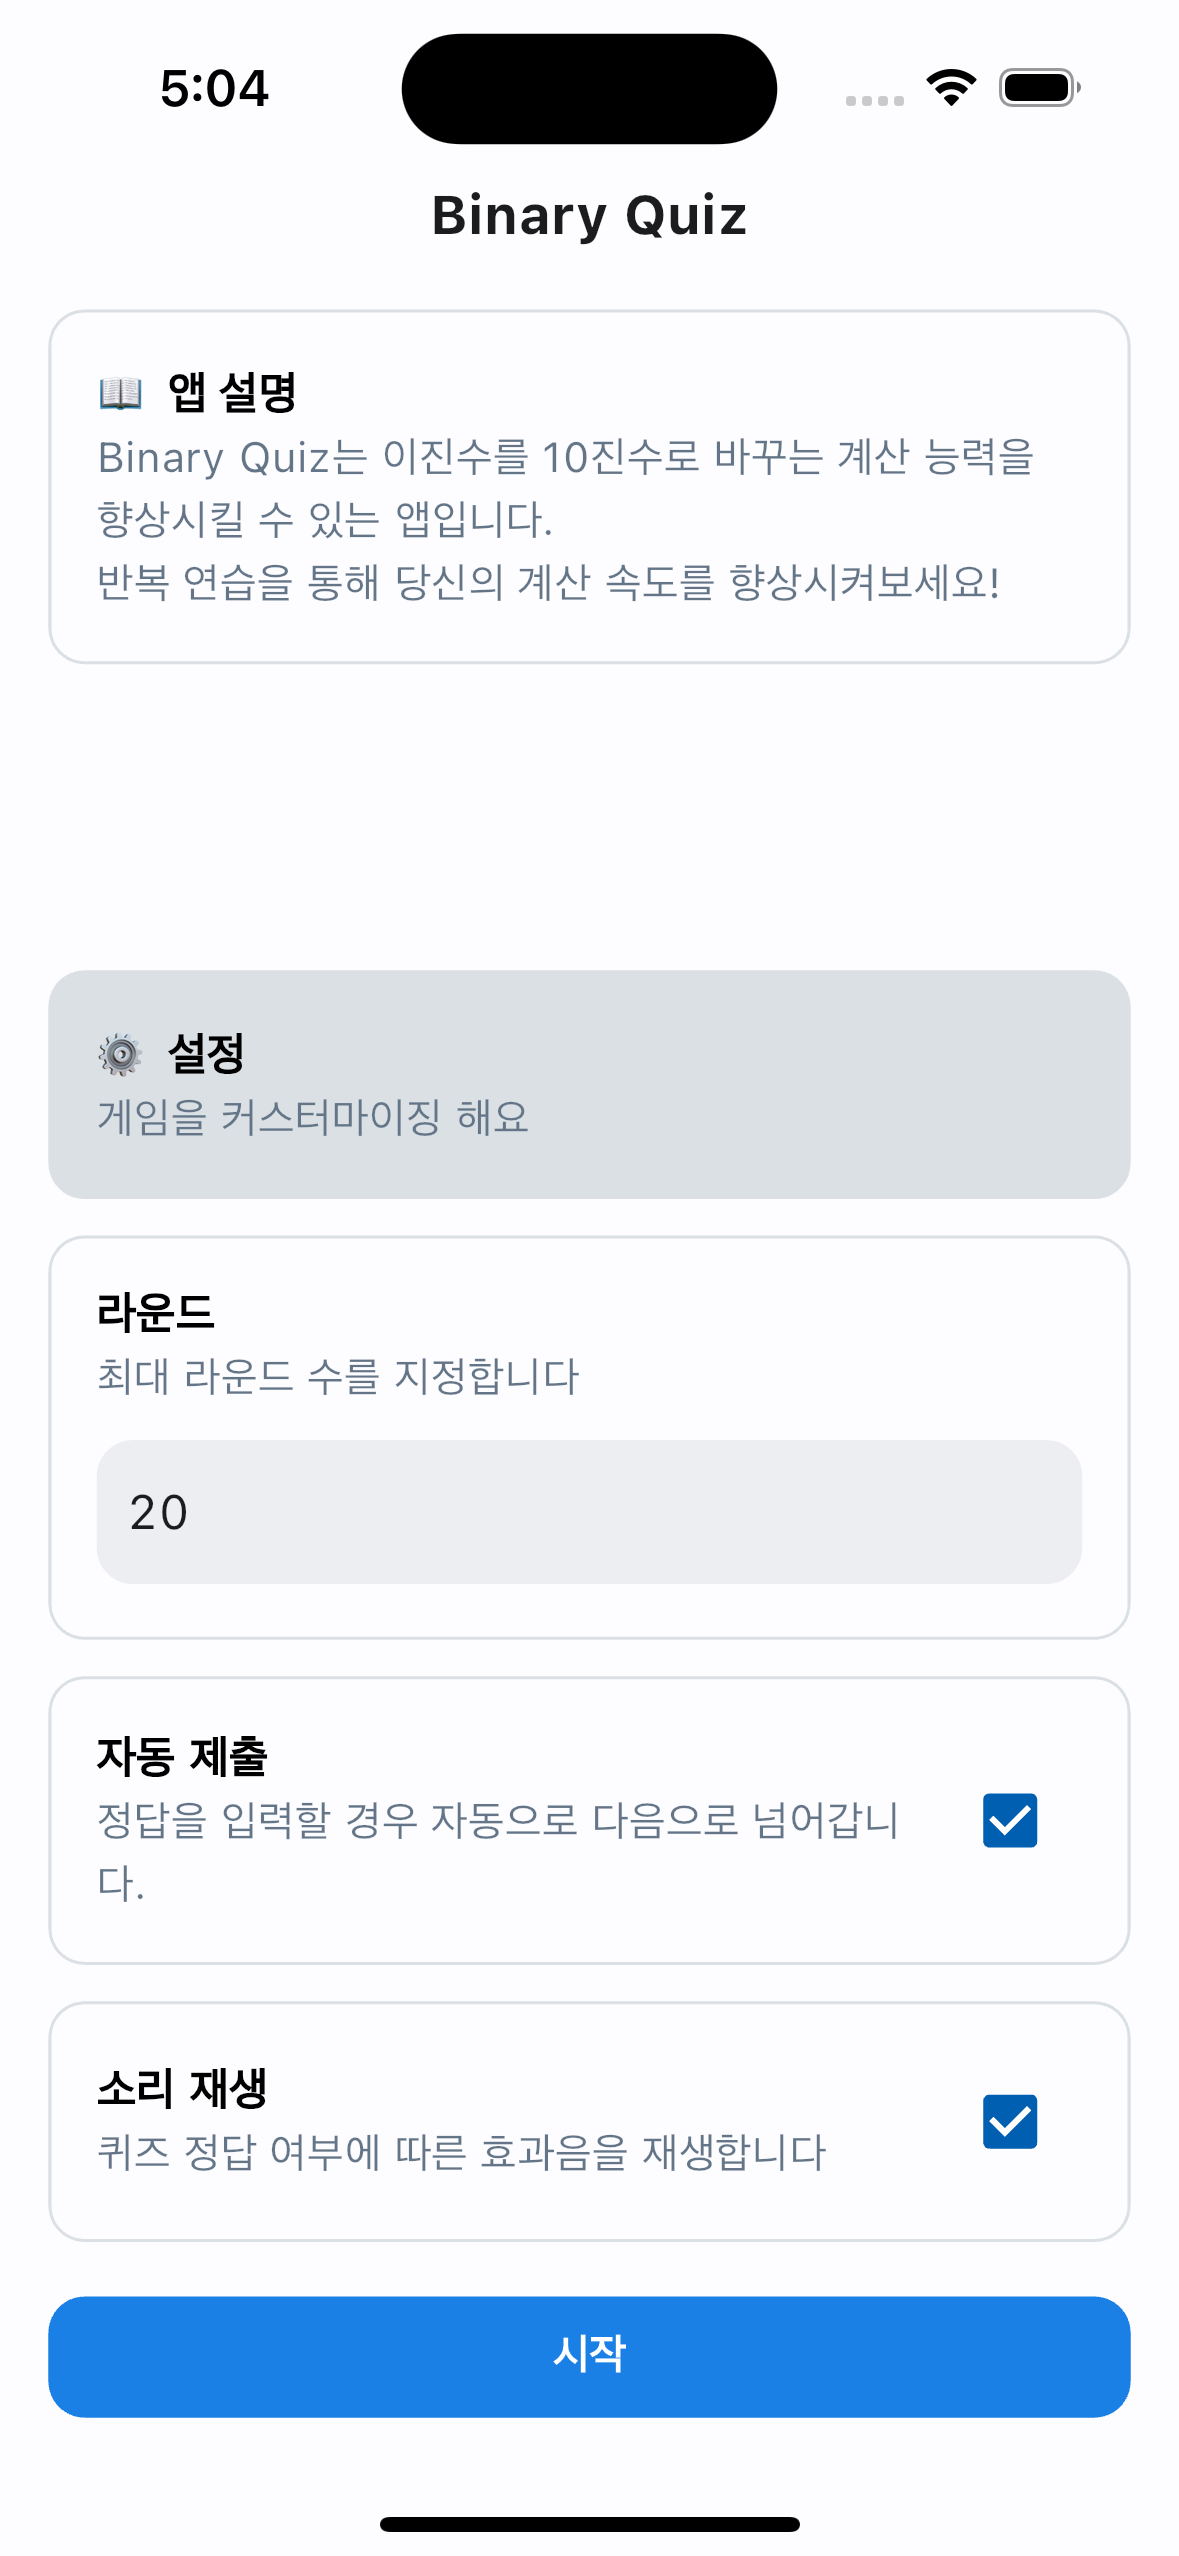 5:04
Binary Quiz
📖 앱 설명
Binary Quiz는 이진수를 10진수로 바꾸는 계산 능력을
향상시킬 수 있는 앱입니다.
반복 연습을 통해 당신의 계산 속도를 향상시켜보세요!
⚙️ 설정
게임을 커스터마이징 해요
라운드
최대 라운드 수를 지정합니다
20
자동 제출
정답을 입력할 경우 자동으로 다음으로 넘어갑니
다.
소리 재생
퀴즈 정답 여부에 따른 효과음을 재생합니다
시작